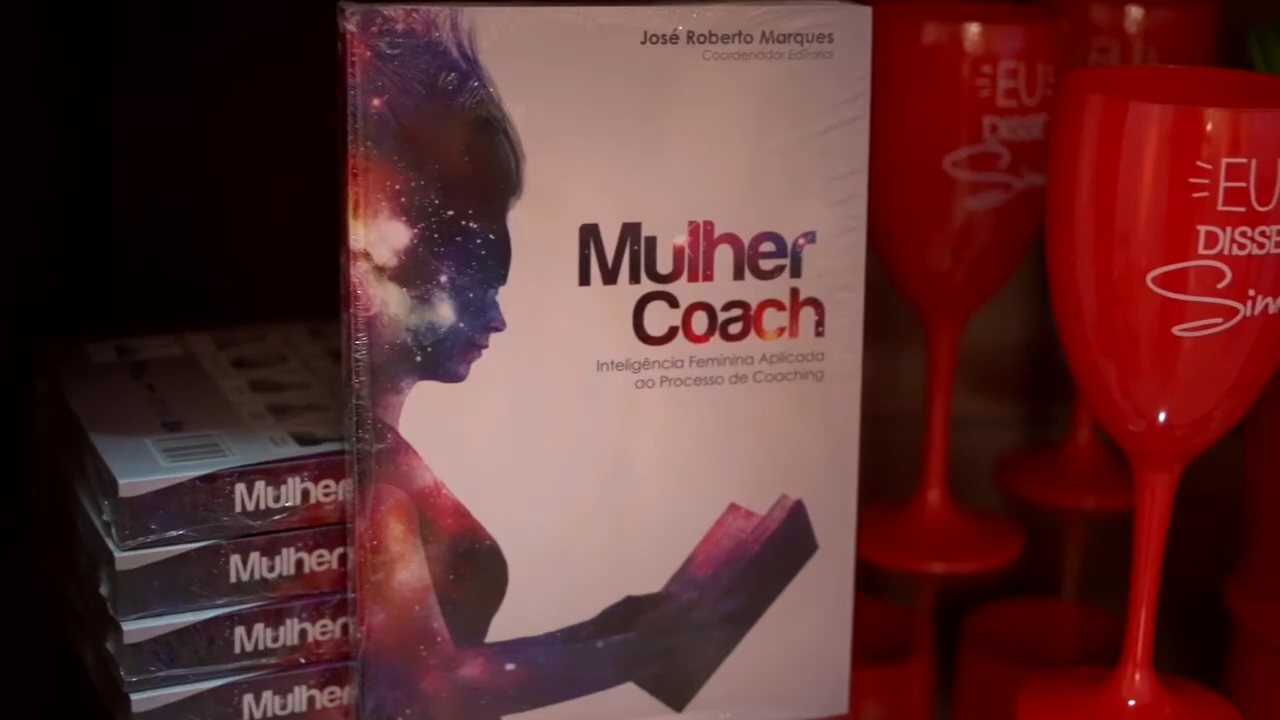 José Roberto Marques
Coordenador Editorial
Mulher
Coach
Inteligência Feminina Aplicada
ao Processo de Coaching
Mulher
Mulher
Mulher
Mulher
EU
DISSE
EU
DISSE
Sim